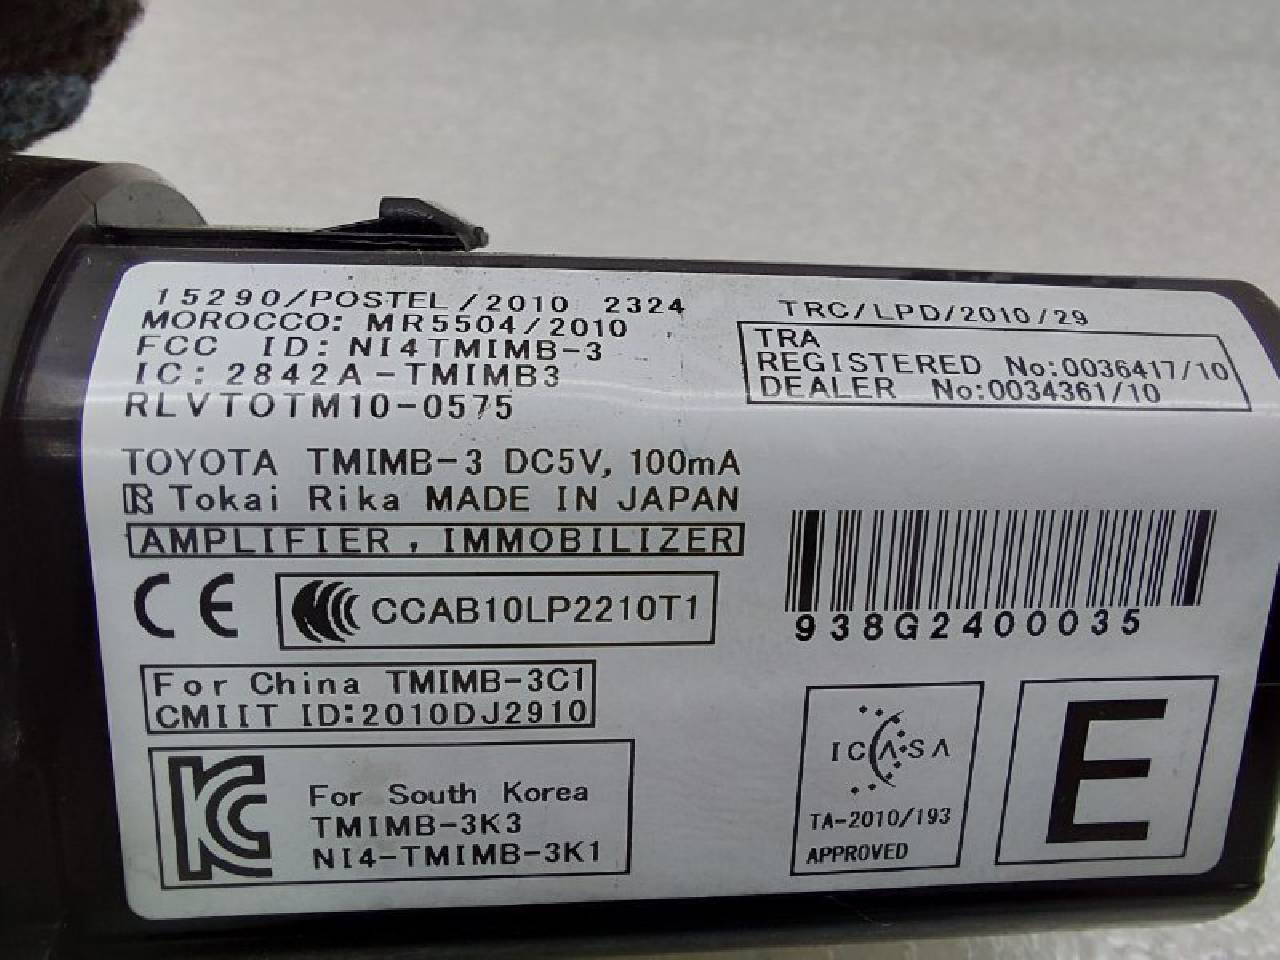 15290/POSTEL/2010 2324
MOROCCO: MR5504/2010
FCC ID: NI4TMIMB-3
IC: 2842A-TMIMB3
RLVTOTM10-0575
TRC/LPD/2010/29
TRA
REGISTERED No:0036417/10
DEALER No:0034361/10
TOYOTA TMIMB-3 DC5V, 100mA
Tokai Rika MADE IN JAPAN
AMPLIFIER, IMMOBILIZER
CE
CCAB10LP2210T1
938G2400035
For China TMIMB-3C1
CMIIT ID:2010DJ2910
KC
For South Korea
TMIMB-3K3
NI4-TMIMB-3K1
ICASA
TA-2010/193
APPROVED
E